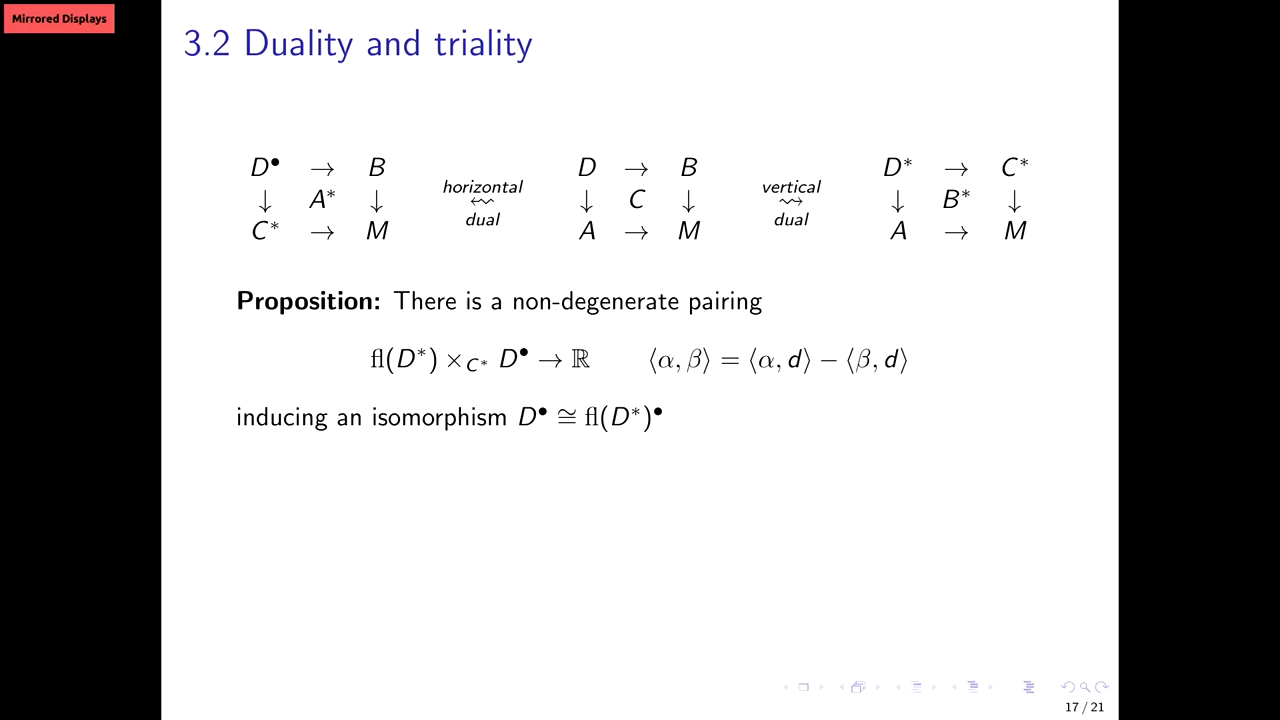 Mirrored Displays
3.2 Duality and triality
D• → B horizontal D → B vertical D* → C*
↓ A* ↓ ↜ ↓ C ↓ ⇝ ↓ B* ↓
C* → M dual A → M dual A → M
Proposition: There is a non-degenerate pairing
fl(D*) ×_{C*} D• → ℝ ⟨α, β⟩ = ⟨α, d⟩ − ⟨β, d⟩
inducing an isomorphism D• ≅ fl(D*)•
17 / 21